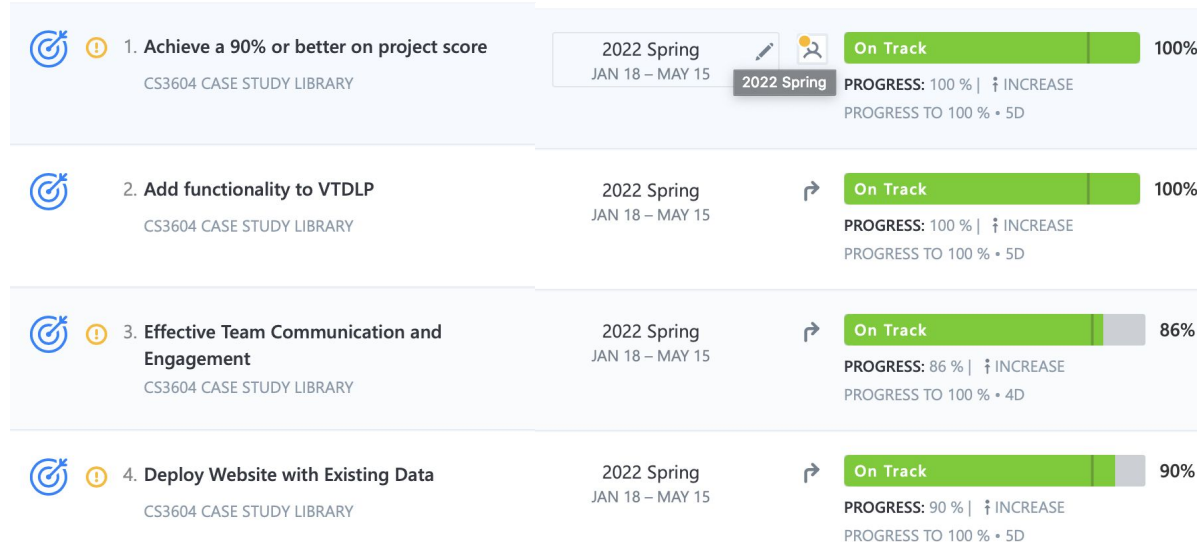 1. Achieve a 90% or better on project score
CS3604 CASE STUDY LIBRARY
2022 Spring
JAN 18 – MAY 15
2022 Spring
On Track
100%
PROGRESS: 100 % | INCREASE
PROGRESS TO 100 % • 5D
2. Add functionality to VTDLP
CS3604 CASE STUDY LIBRARY
2022 Spring
JAN 18 – MAY 15
On Track
100%
PROGRESS: 100 % | INCREASE
PROGRESS TO 100 % • 5D
3. Effective Team Communication and
Engagement
CS3604 CASE STUDY LIBRARY
2022 Spring
JAN 18 – MAY 15
On Track
86%
PROGRESS: 86 % | INCREASE
PROGRESS TO 100 % • 4D
4. Deploy Website with Existing Data
CS3604 CASE STUDY LIBRARY
2022 Spring
JAN 18 – MAY 15
On Track
90%
PROGRESS: 90 % | INCREASE
PROGRESS TO 100 % • 5D